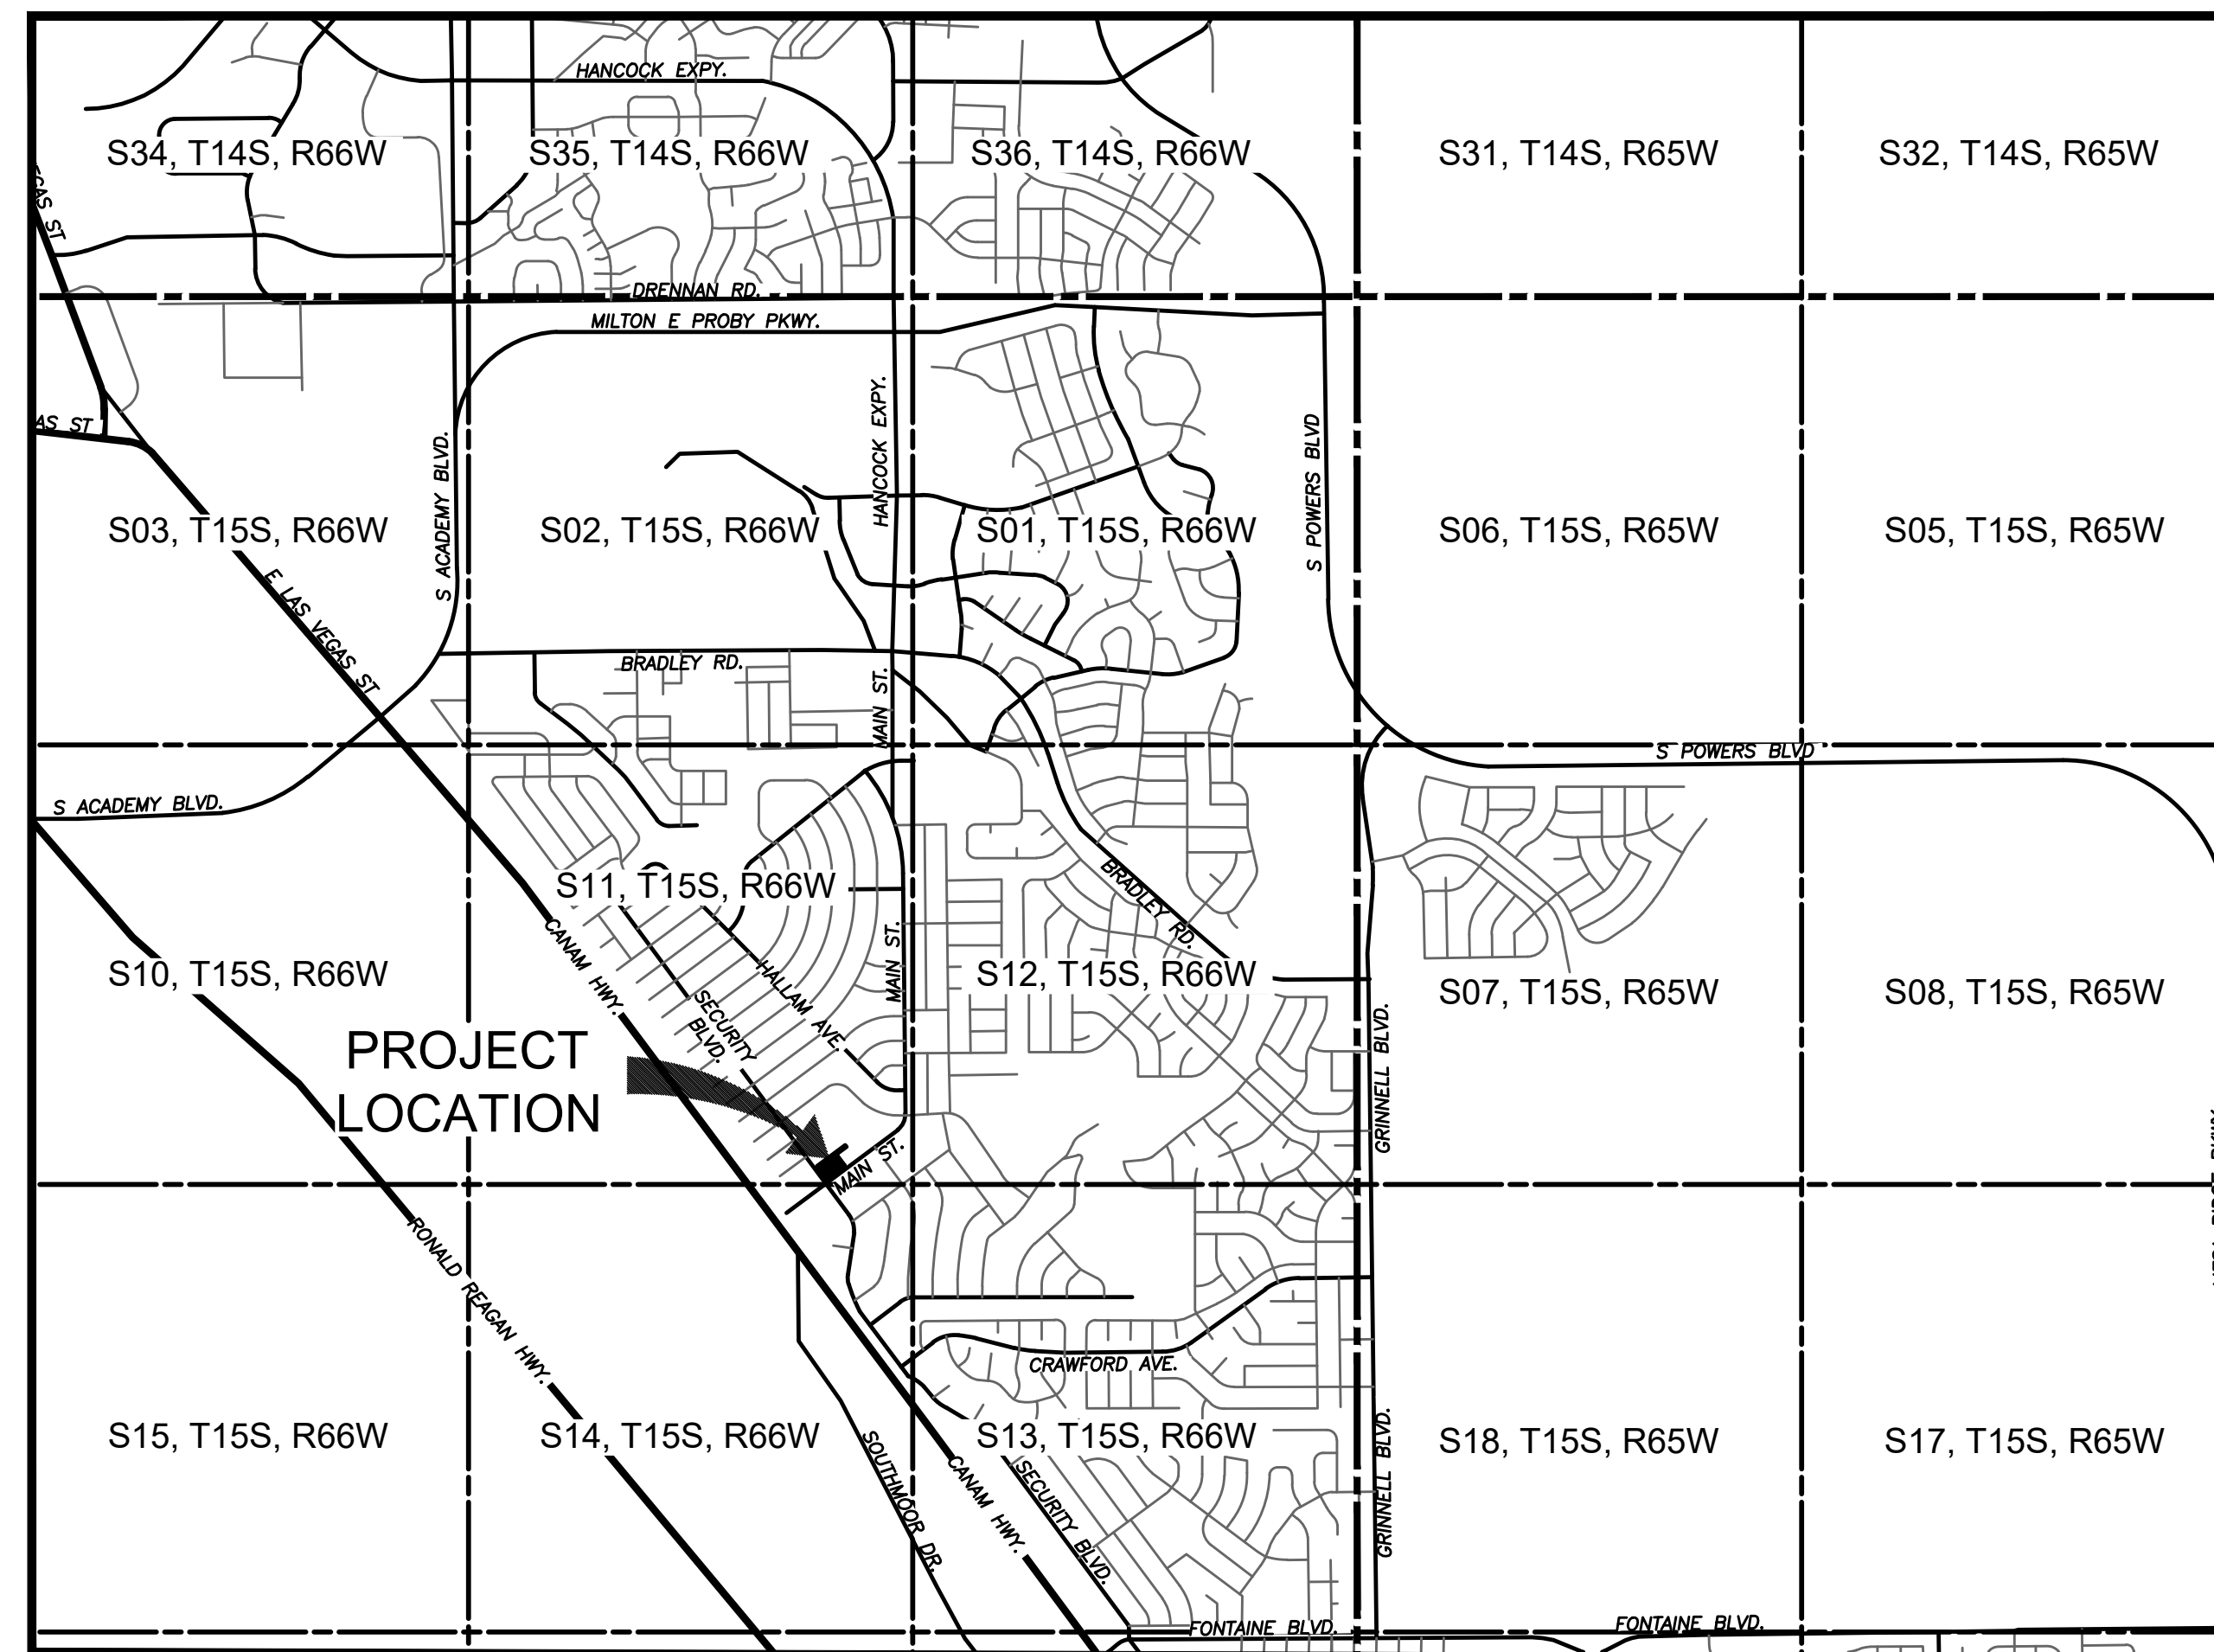 HANCOCK EXPY.
S34, T14S, R66W
S35, T14S, R66W
S36, T14S, R66W
S31, T14S, R65W
S32, T14S, R65W
EGAS ST
DRENNAN RD.
MILTON E PROBY PKWY.
AS ST
S ACADEMY BLVD.
HANCOCK EXPY.
S POWERS BLVD
S03, T15S, R66W
S02, T15S, R66W
S01, T15S, R66W
S06, T15S, R65W
S05, T15S, R65W
E LAS VEGAS ST
BRADLEY RD.
MAIN ST.
S POWERS BLVD
S ACADEMY BLVD.
S11, T15S, R66W
BRADLEY RD.
CANAM HWY.
HALLAM AVE.
MAIN ST.
S10, T15S, R66W
S12, T15S, R66W
S07, T15S, R65W
S08, T15S, R65W
SECURITY
BLVD.
GRINNELL BLVD.
PROJECT
LOCATION
MAIN ST.
RONALD REAGAN HWY.
CRAWFORD AVE.
S15, T15S, R66W
S14, T15S, R66W
S13, T15S, R66W
S18, T15S, R65W
S17, T15S, R65W
SOUTHMOOR DR.
CANAM HWY.
SECURITY BLVD.
GRINNELL BLVD.
FONTAINE BLVD.
FONTAINE BLVD.